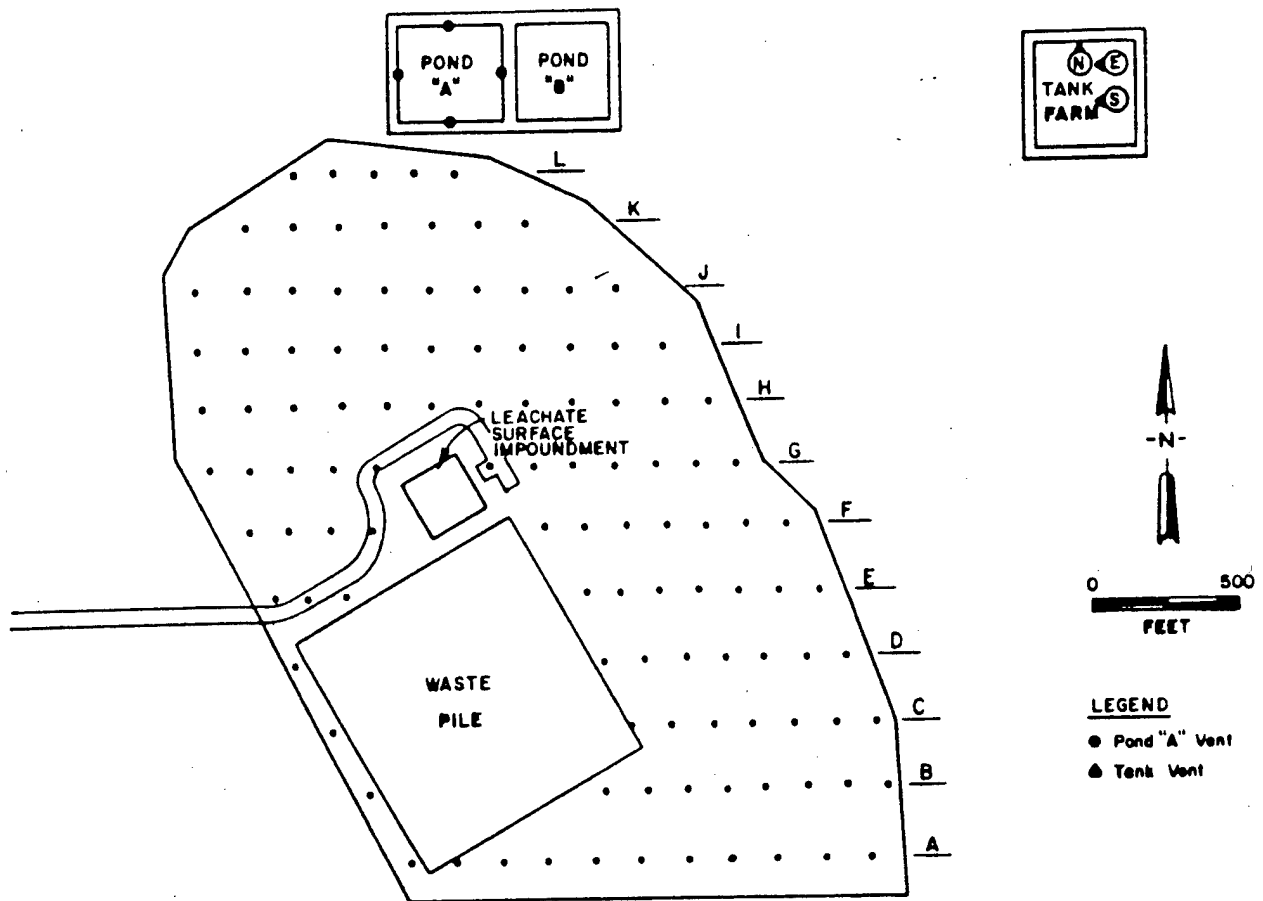 POND
"A"
POND
"B"
N
E
TANK
FARM
S
L
K
J
I
H
LEACHATE
SURFACE
IMPOUNDMENT
G
F
E
D
C
B
A
WASTE
PILE
-N-
0
500
FEET
LEGEND
Pond "A" Vent
Tank Vent